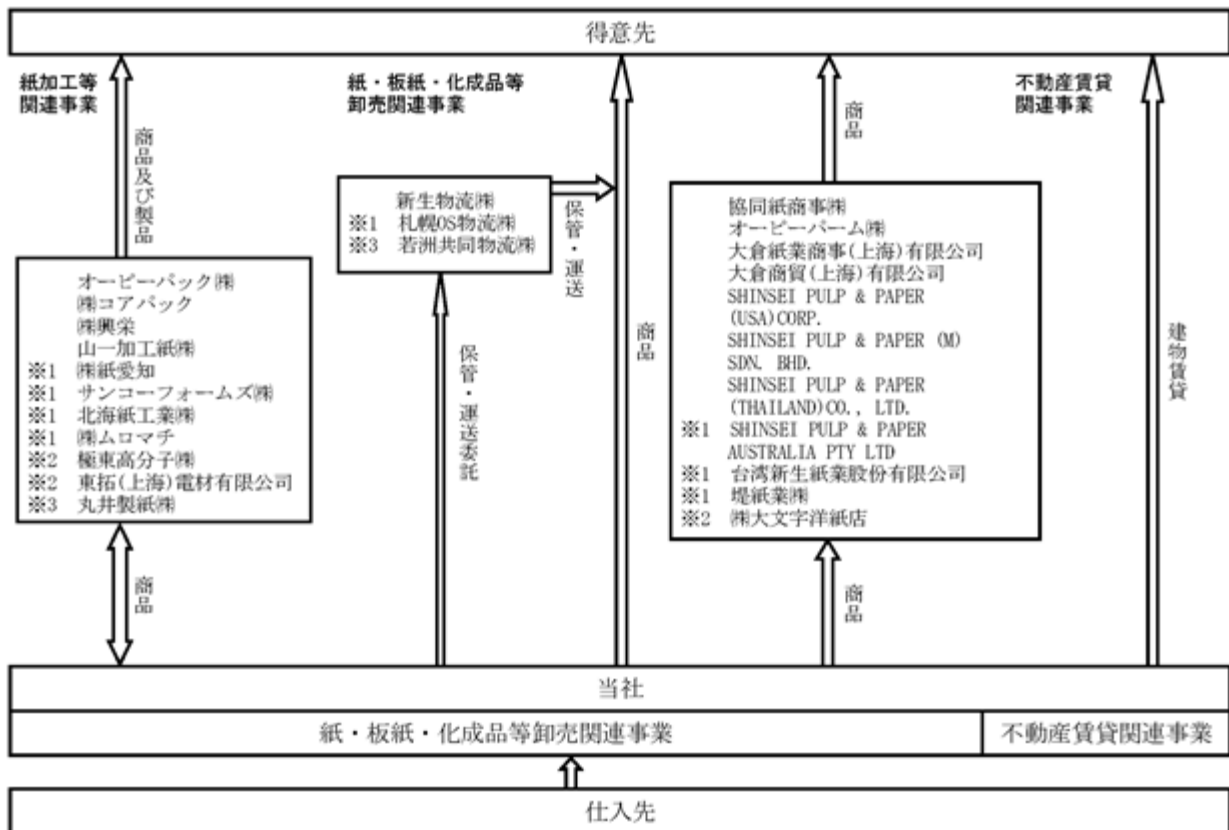 得意先
紙加工等
関連事業
商品及び製品
オーピーパック㈱
㈱コアパック
㈱興栄
山一加工紙㈱
※1 ㈱紙愛知
※1 サンコーフォームズ㈱
※1 北海紙工業㈱
※1 ㈱ムロマチ
※2 極東高分子㈱
※2 東拓(上海)電材有限公司
※3 丸井製紙㈱
商品
紙・板紙・化成品等
卸売関連事業
新生物流㈱
※1 札幌OS物流㈱
※3 若洲共同物流㈱
保管・運送
保管・運送委託
商品
商品
協同紙商事㈱
オーピーパーム㈱
大倉紙業商事(上海)有限公司
大倉商貿(上海)有限公司
SHINSEI PULP & PAPER
(USA)CORP.
SHINSEI PULP & PAPER (M)
SDN. BHD.
SHINSEI PULP & PAPER
(THAILAND)CO., LTD.
※1 SHINSEI PULP & PAPER
AUSTRALIA PTY LTD
※1 台湾新生紙業股份有限公司
※1 堤紙業㈱
※2 ㈱大文字洋紙店
商品
不動産賃貸
関連事業
建物賃貸
当社
紙・板紙・化成品等卸売関連事業
不動産賃貸関連事業
仕入先